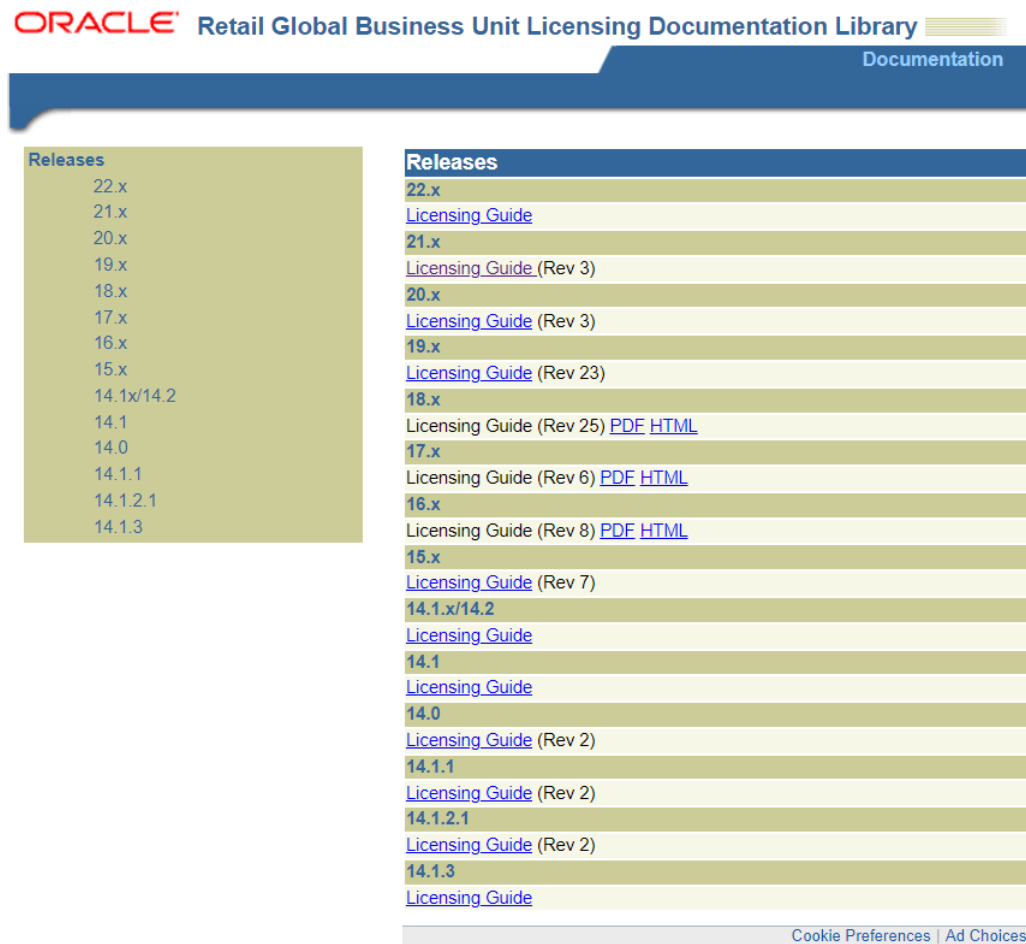 ORACLE Retail Global Business Unit Licensing Documentation Library
Documentation
Releases
22.x
21.x
20.x
19.x
18.x
17.x
16.x
15.x
14.1x/14.2
14.1
14.0
14.1.1
14.1.2.1
14.1.3
Releases
22.x
Licensing Guide
21.x
Licensing Guide (Rev 3)
20.x
Licensing Guide (Rev 3)
19.x
Licensing Guide (Rev 23)
18.x
Licensing Guide (Rev 25) PDF HTML
17.x
Licensing Guide (Rev 6) PDF HTML
16.x
Licensing Guide (Rev 8) PDF HTML
15.x
Licensing Guide (Rev 7)
14.1.x/14.2
Licensing Guide
14.1
Licensing Guide
14.0
Licensing Guide (Rev 2)
14.1.1
Licensing Guide (Rev 2)
14.1.2.1
Licensing Guide (Rev 2)
14.1.3
Licensing Guide
Cookie Preferences | Ad Choices